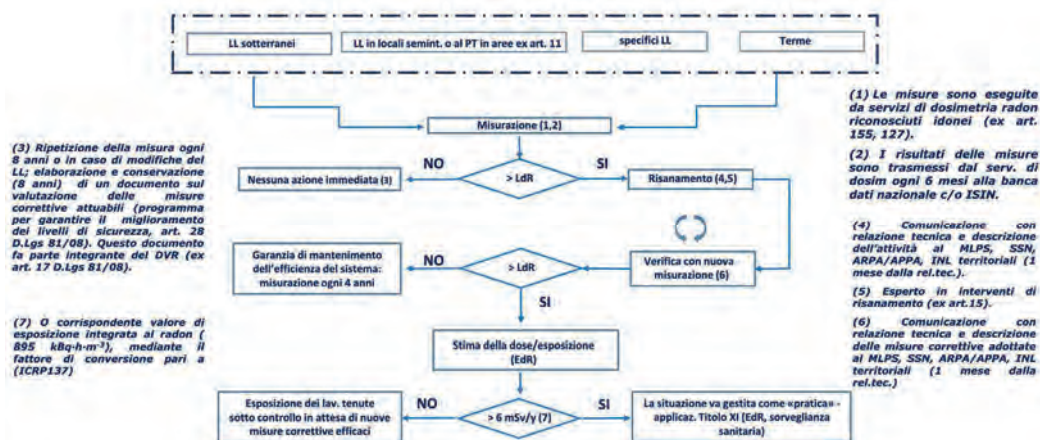 LL sotterranei
LL in locali semint. o al PT in aree ex art. 11
specifici LL
Terme
Misurazione (1,2)
(1) Le misure sono eseguite
da servizi di dosimetria radon
riconosciuti idonei (ex art.
155, 127).
(2) I risultati delle misure
sono trasmessi dal serv. di
dosim ogni 6 mesi alla banca
dati nazionale c/o ISIN.
(3) Ripetizione della misura ogni
8 anni o in caso di modifiche del
LL; elaborazione e conservazione
(8 anni) di un documento sul
valutazione delle misure
correttive attuabili (programma
per garantire il miglioramento
dei livelli di sicurezza, art. 28
D.Lgs 81/08). Questo documento
fa parte integrante del DVR (ex
art. 17 D.Lgs 81/08).
NO
> LdR
SI
Nessuna azione immediata (3)
Risanamento (4,5)
(4) Comunicazione con
relazione tecnica e descrizione
dell'attività al MLPS, SSN,
ARPA/APPA, INL territoriali (1
mese dalla rel.tec.).
(5) Esperto in interventi di
risanamento (ex art.15).
(6) Comunicazione con
relazione tecnica e descrizione
delle misure correttive adottate
al MLPS, SSN, ARPA/APPA, INL
territoriali (1 mese dalla
rel.tec.)
Garanzia di mantenimento
dell'efficienza del sistema:
misurazione ogni 4 anni
NO
> LdR
Verifica con nuova
misurazione (6)
SI
(7) O corrispondente valore di
esposizione integrata al radon (
895 kBq·h·m-3), mediante il
fattore di conversione pari a
(ICRP137)
Stima della dose/esposizione
(EdR)
Esposizione dei lav. tenute
sotto controllo in attesa di nuove
misure correttive efficaci
NO
> 6 mSv/y (7)
SI
La situazione va gestita come «pratica» -
applicaz. Titolo XI (EdR, sorveglianza
sanitaria)